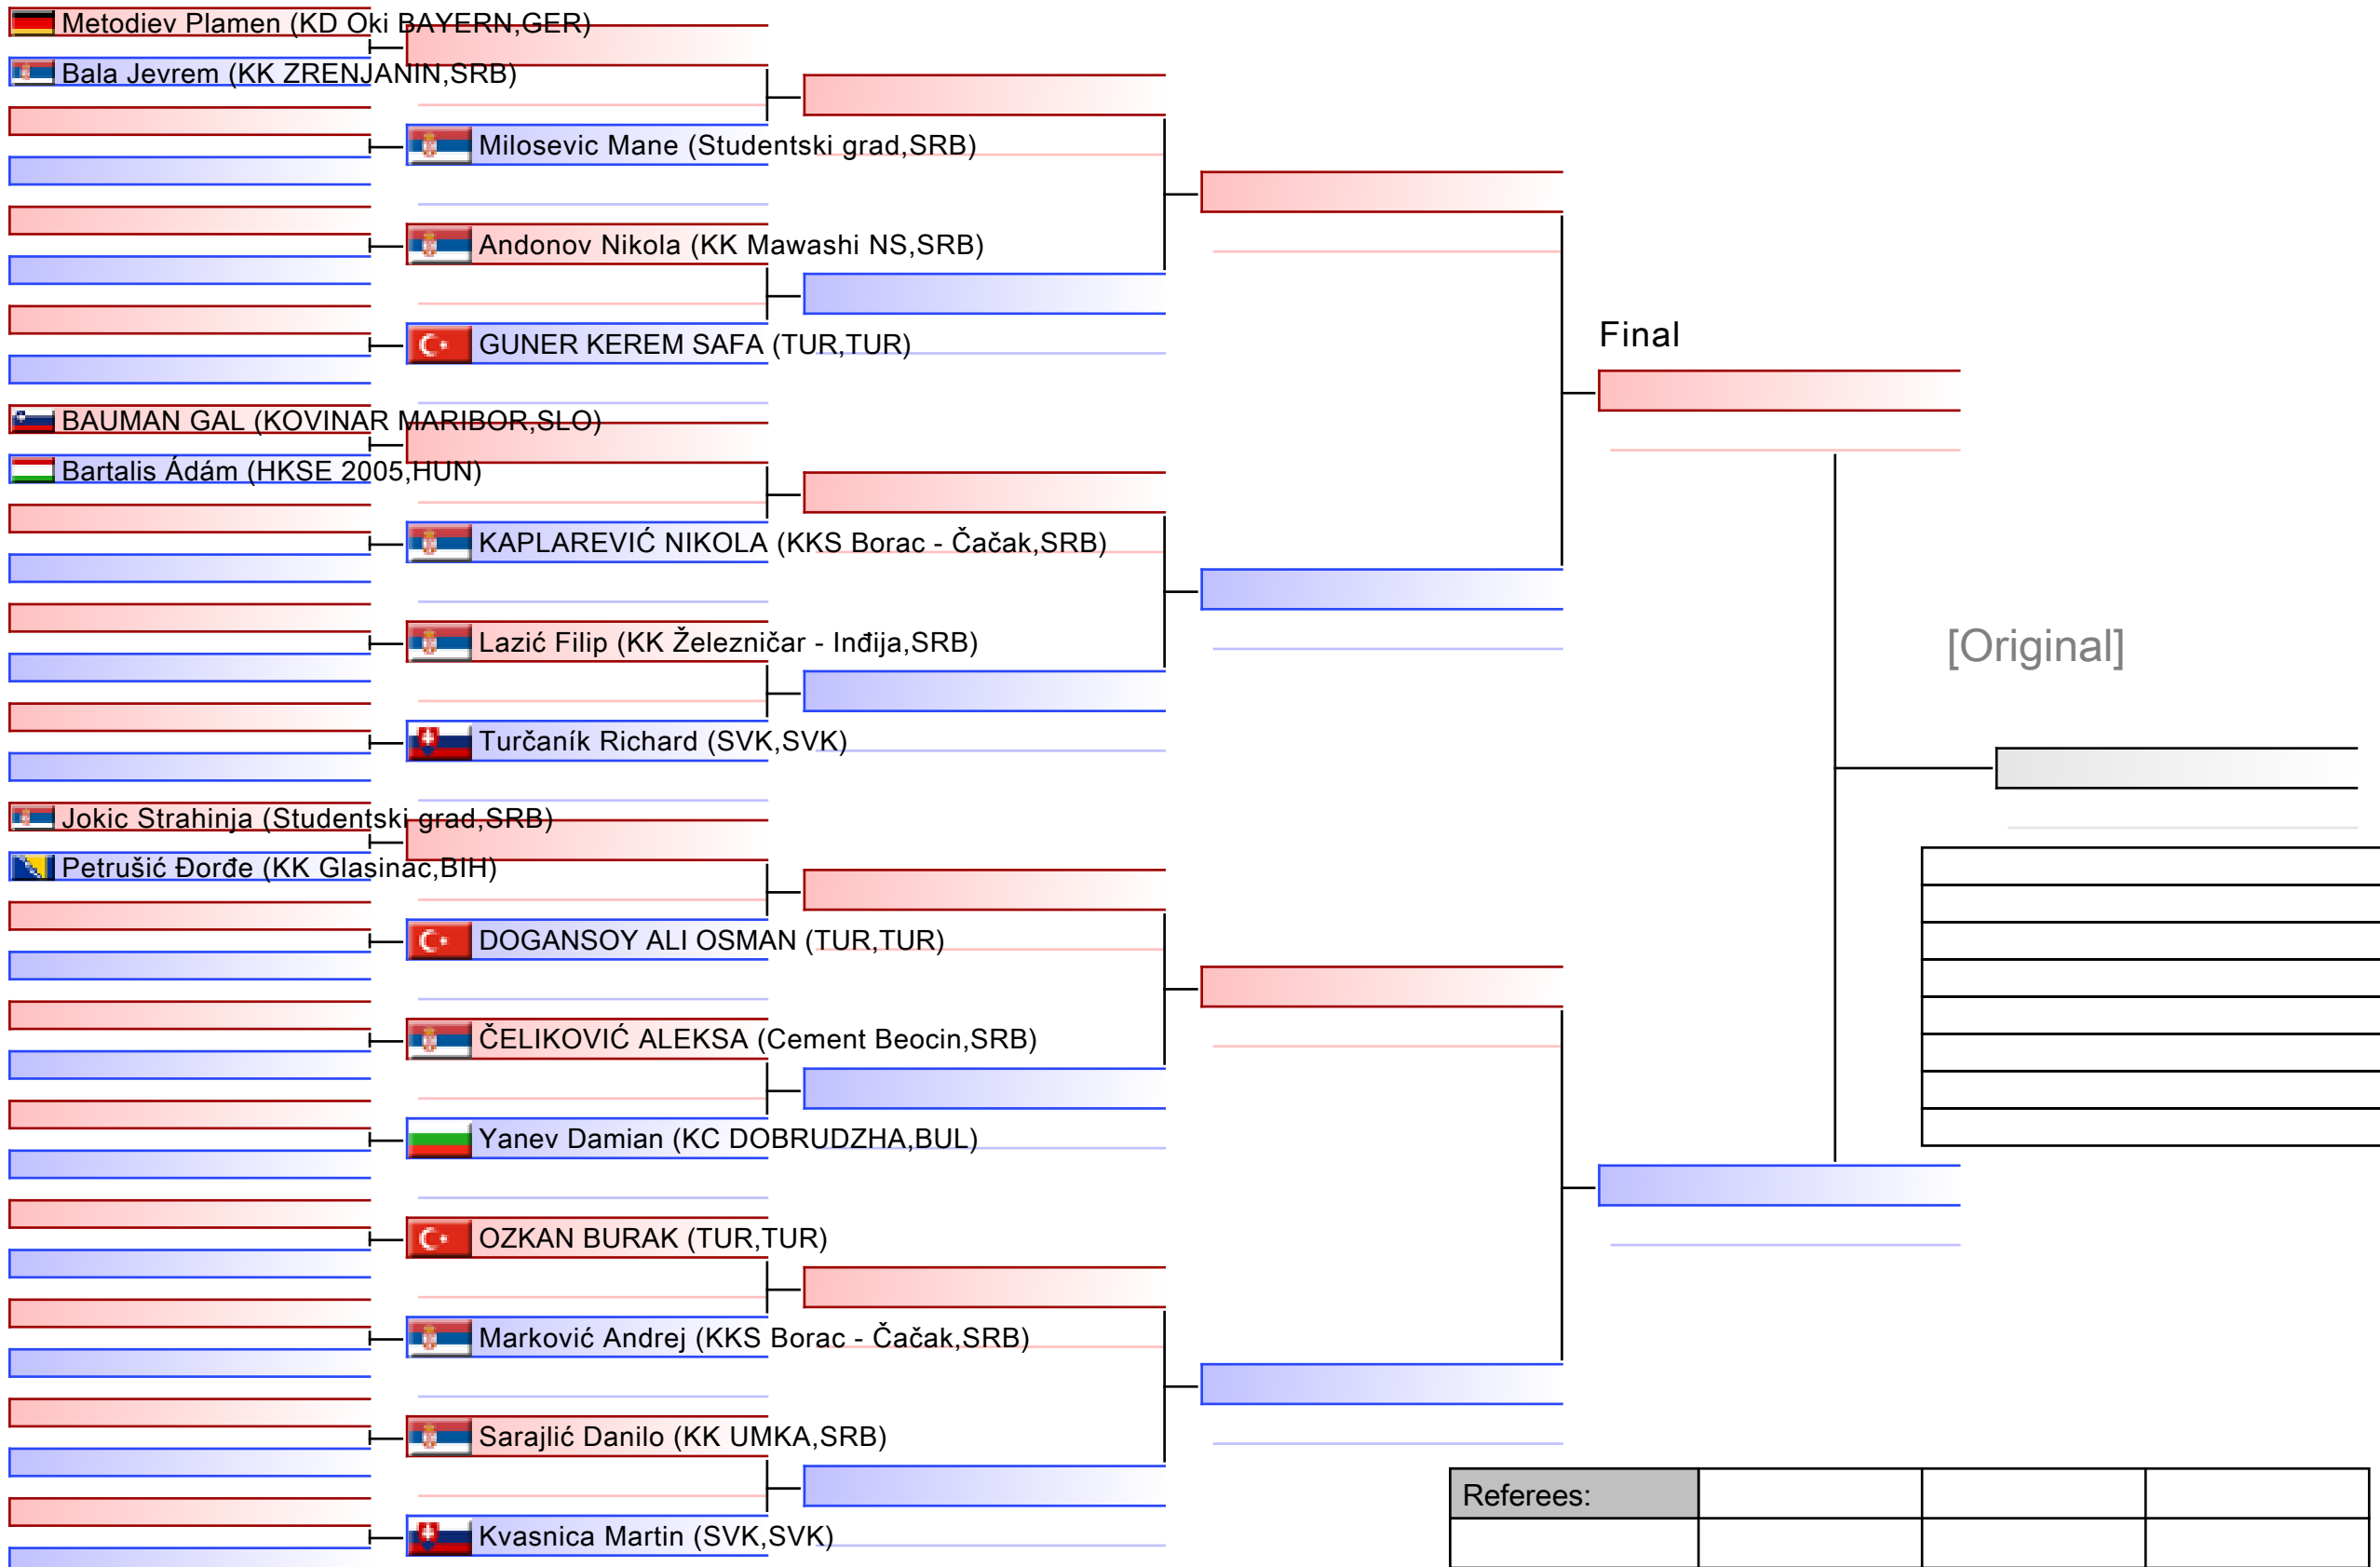 Metodiev Plamen (KD Oki BAYERN,GER)
Bala Jevrem (KK ZRENJANIN,SRB)
Milosevic Mane (Studentski grad,SRB)
Andonov Nikola (KK Mawashi NS,SRB)
GUNER KEREM SAFA (TUR,TUR)
Final
BAUMAN GAL (KOVINAR MARIBOR,SLO)
Bartalis Ádám (HKSE 2005,HUN)
KAPLAREVIĆ NIKOLA (KKS Borac - Čačak,SRB)
Lazić Filip (KK Železničar - Inđija,SRB)
[Original]
Turčaník Richard (SVK,SVK)
Jokic Strahinja (Studentski grad,SRB)
Petrušić Đorđe (KK Glasinac,BIH)
DOGANSOY ALI OSMAN (TUR,TUR)
ČELIKOVIĆ ALEKSA (Cement Beocin,SRB)
Yanev Damian (KC DOBRUDZHA,BUL)
OZKAN BURAK (TUR,TUR)
Marković Andrej (KKS Borac - Čačak,SRB)
Sarajlić Danilo (KK UMKA,SRB)
Referees:
Kvasnica Martin (SVK,SVK)